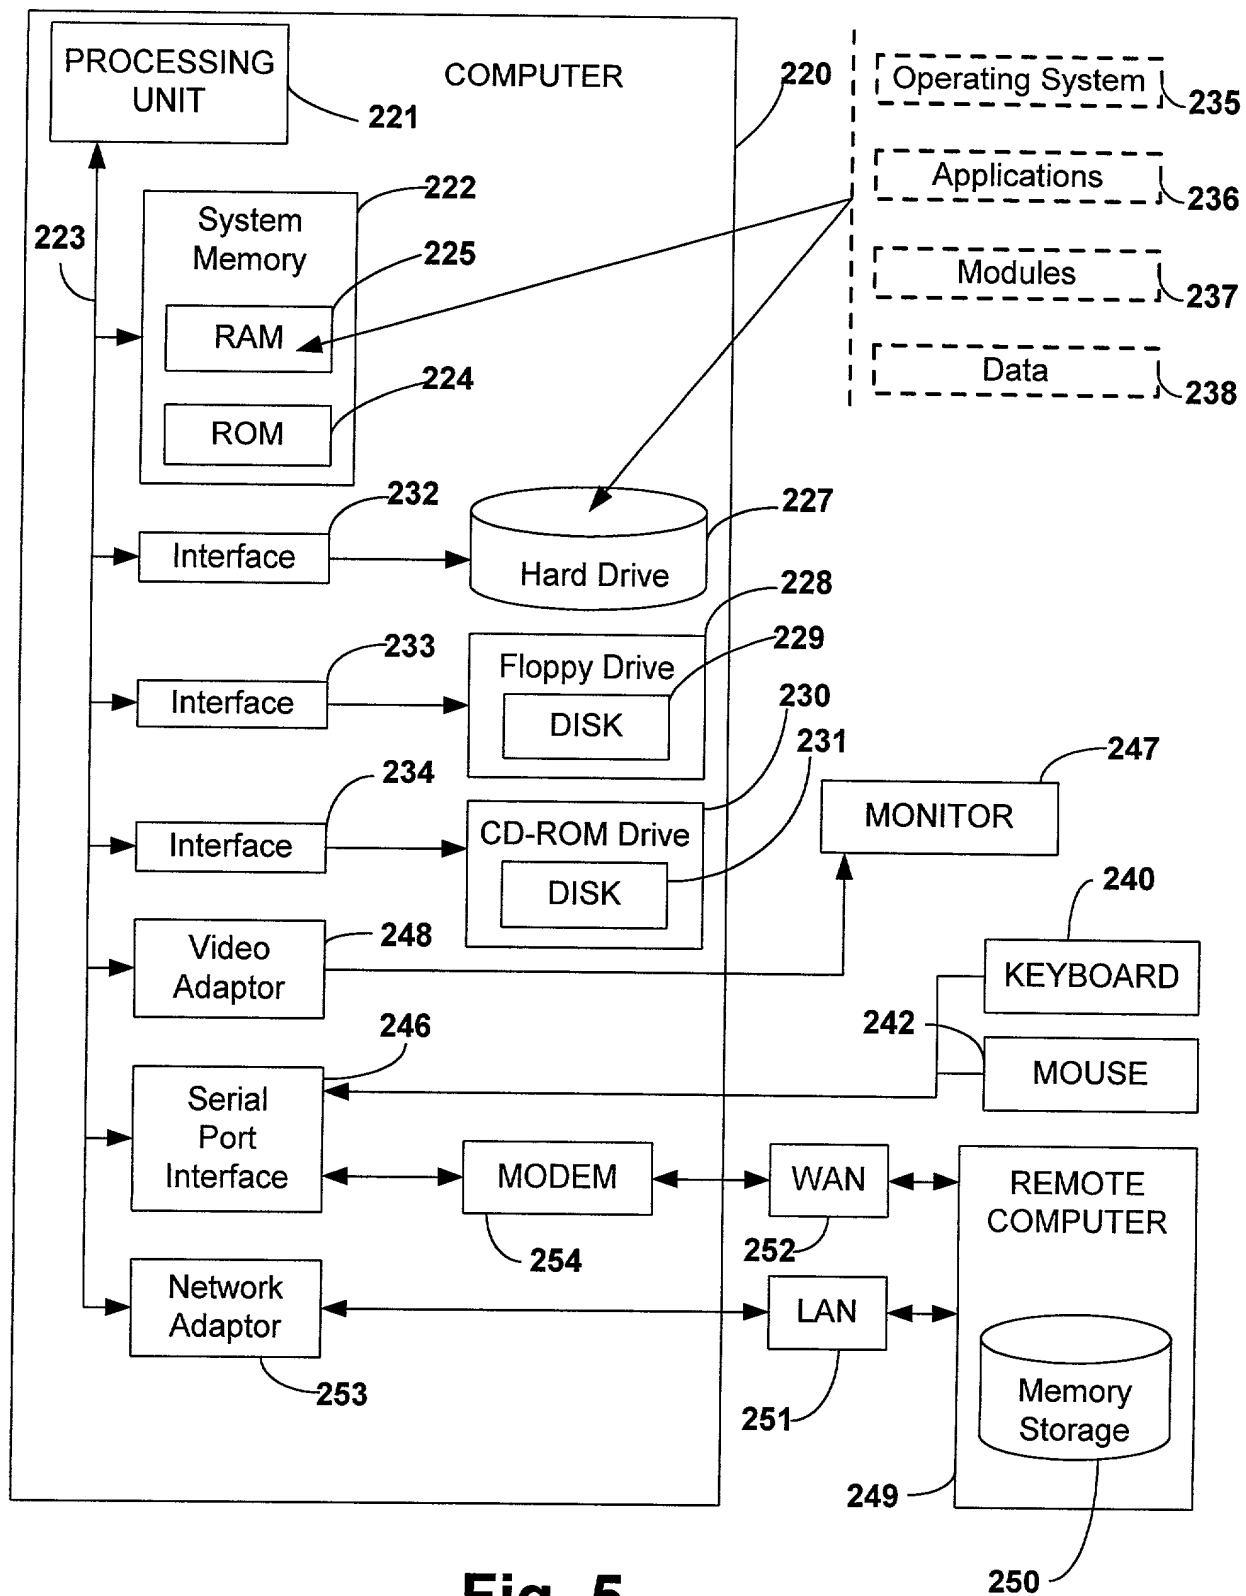 PROCESSING
UNIT
221
COMPUTER
220
Operating System
235
Applications
236
Modules
237
Data
238
222
System
Memory
223
225
RAM
224
ROM
232
Interface
Hard Drive
227
228
233
Interface
Floppy Drive
229
DISK
230
231
234
Interface
CD-ROM Drive
DISK
247
MONITOR
240
KEYBOARD
248
Video
Adaptor
242
MOUSE
246
Serial
Port
Interface
MODEM
254
WAN
252
REMOTE
COMPUTER
Network
Adaptor
253
LAN
251
Memory
Storage
249
250
Fig. 5